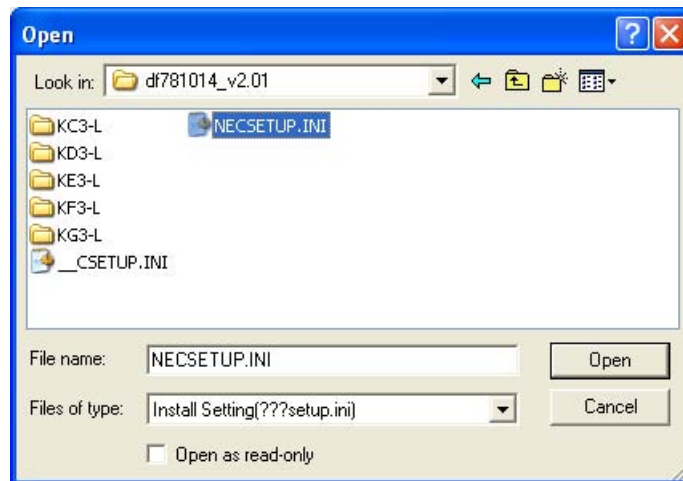 Open
Look in: df781014_v2.01
KC3-L NECSETUP.INI
KD3-L
KE3-L
KF3-L
KG3-L
__CSETUP.INI
File name: NECSETUP.INI Open
Files of type: Install Setting(???setup.ini) Cancel
Open as read-only